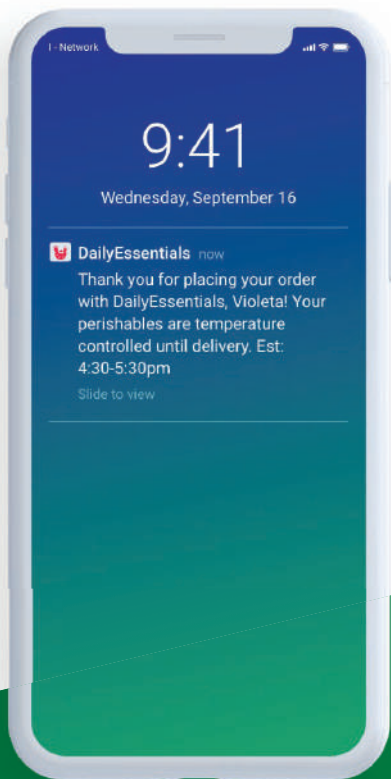 I - Network
9:41
Wednesday, September 16
DailyEssentials now
Thank you for placing your order
with DailyEssentials, Violeta! Your
perishables are temperature
controlled until delivery. Est:
4:30-5:30pm
Slide to view